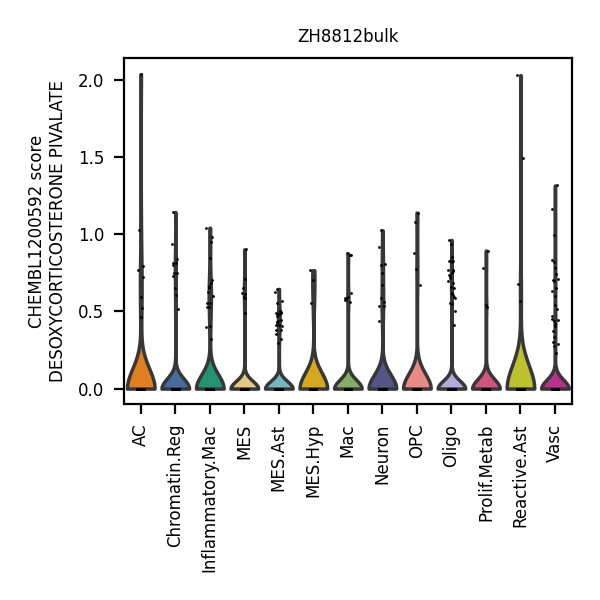 ZH8812bulk
CHEMBL1200592 score
DESOXYCORTICOSTERONE PIVALATE
2.0
1.5
1.0
0.5
0.0
AC
Chromatin.Reg
Inflammatory.Mac
MES
MES.Ast
MES.Hyp
Mac
Neuron
OPC
Oligo
Prolif.Metab
Reactive.Ast
Vasc